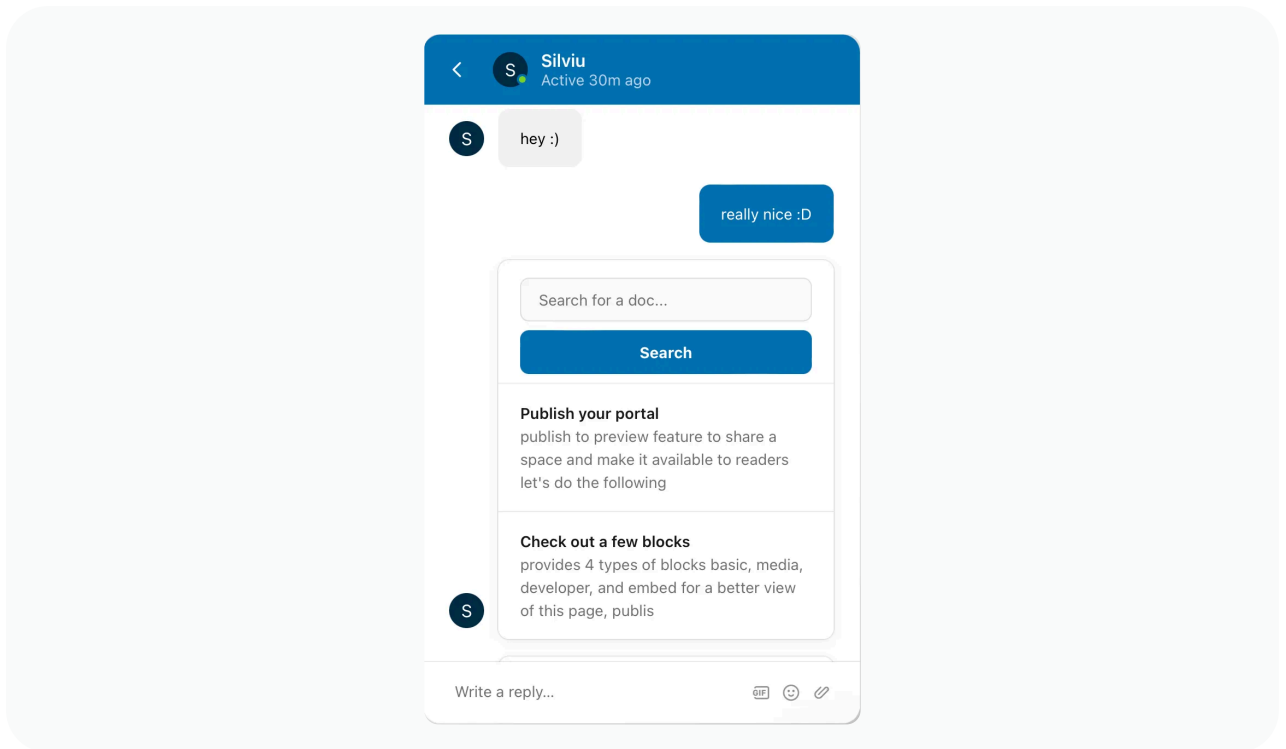 S
Silviu
Active 30m ago
S
hey :)
really nice :D
Search for a doc...
Search
Publish your portal
publish to preview feature to share a
space and make it available to readers
let's do the following
Check out a few blocks
provides 4 types of blocks basic, media,
developer, and embed for a better view
of this page, publis
S
Write a reply...
GIF